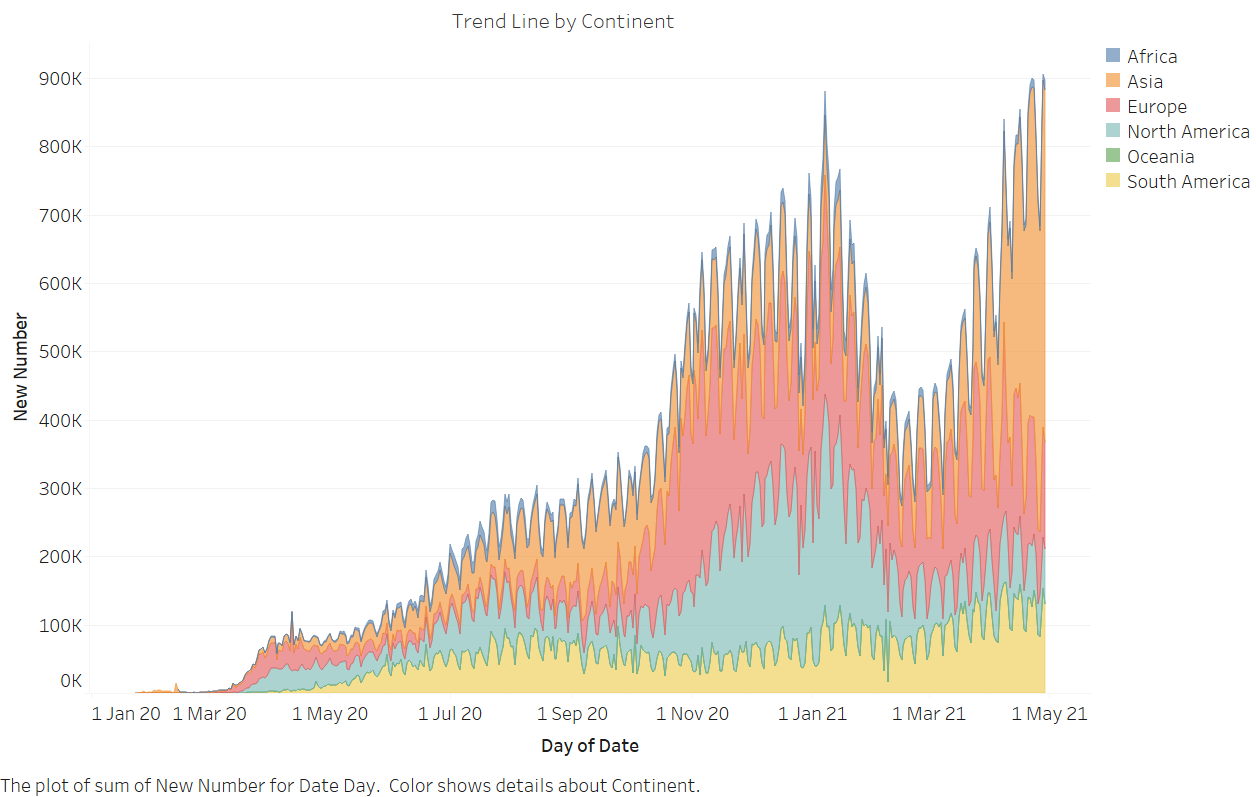 Trend Line by Continent
Africa
Asia
Europe
North America
Oceania
South America
900K
800K
700K
600K
500K
400K
300K
200K
100K
0K
New Number
1 Jan 20 1 Mar 20 1 May 20 1 Jul 20 1 Sep 20 1 Nov 20 1 Jan 21 1 Mar 21 1 May 21
Day of Date
The plot of sum of New Number for Date Day. Color shows details about Continent.